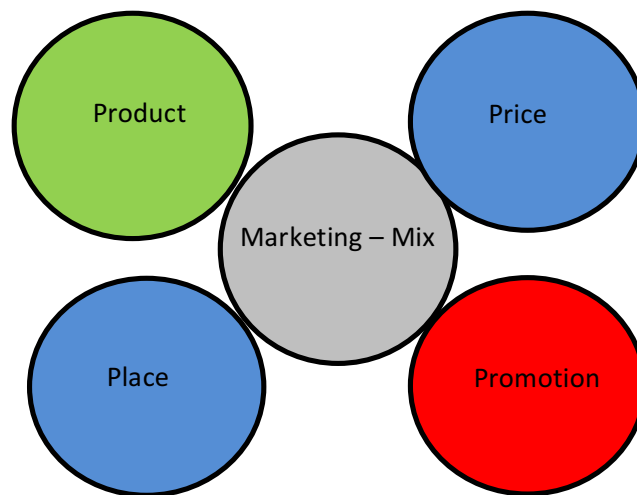 Product
Price
Marketing – Mix
Place
Promotion